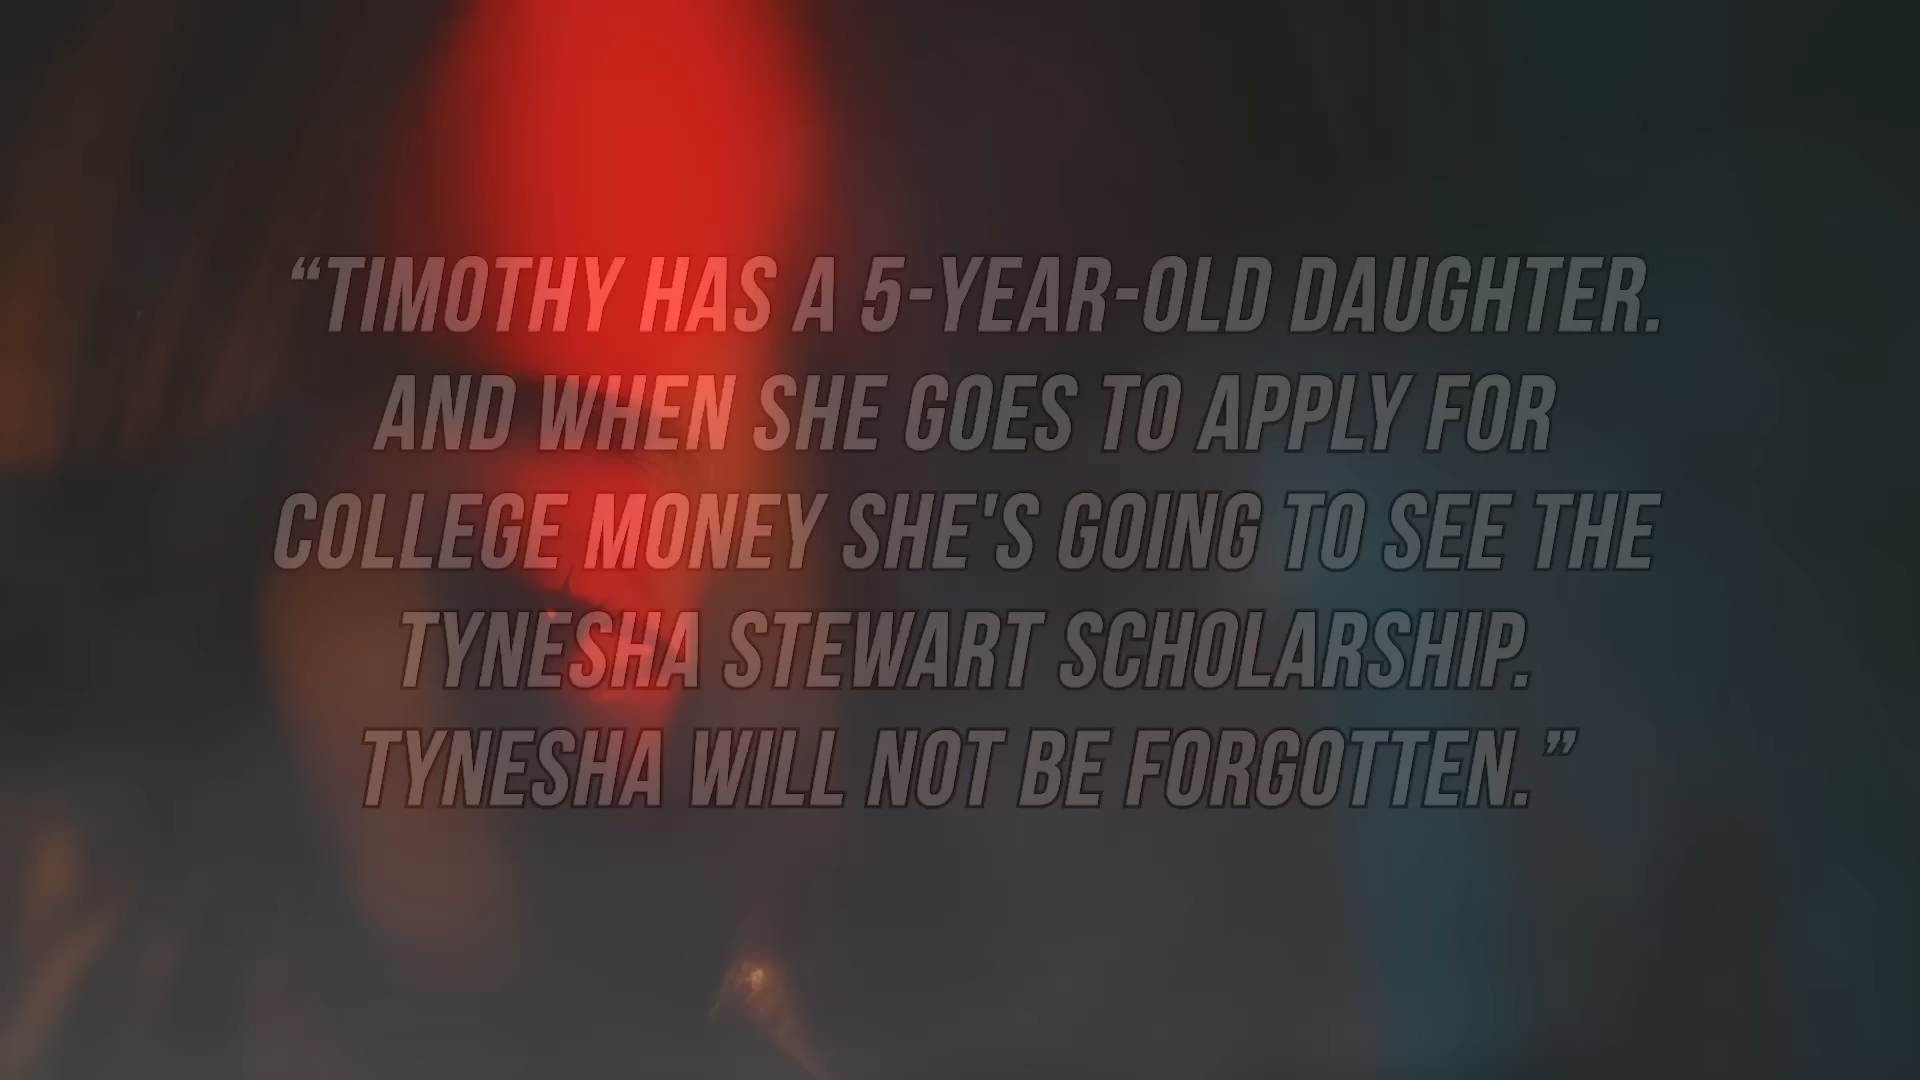 “TIMOTHY HAS A 5-YEAR-OLD DAUGHTER.
AND WHEN SHE GOES TO APPLY FOR
COLLEGE MONEY SHE'S GOING TO SEE THE
TYNESHA STEWART SCHOLARSHIP.
TYNESHA WILL NOT BE FORGOTTEN.”